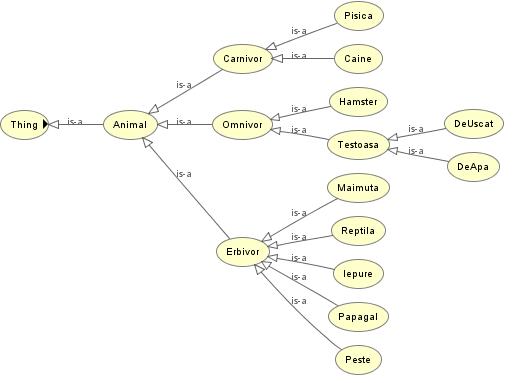 Pisica
is-a
Carnivor
is-a
Caine
is-a
Hamster
is-a
Thing
is-a
Animal
is-a
Omnivor
is-a
Testoasa
is-a
DeUscat
is-a
DeApa
is-a
Maimuta
is-a
Reptila
is-a
Erbivor
is-a
Iepure
is-a
Papagal
is-a
Peste